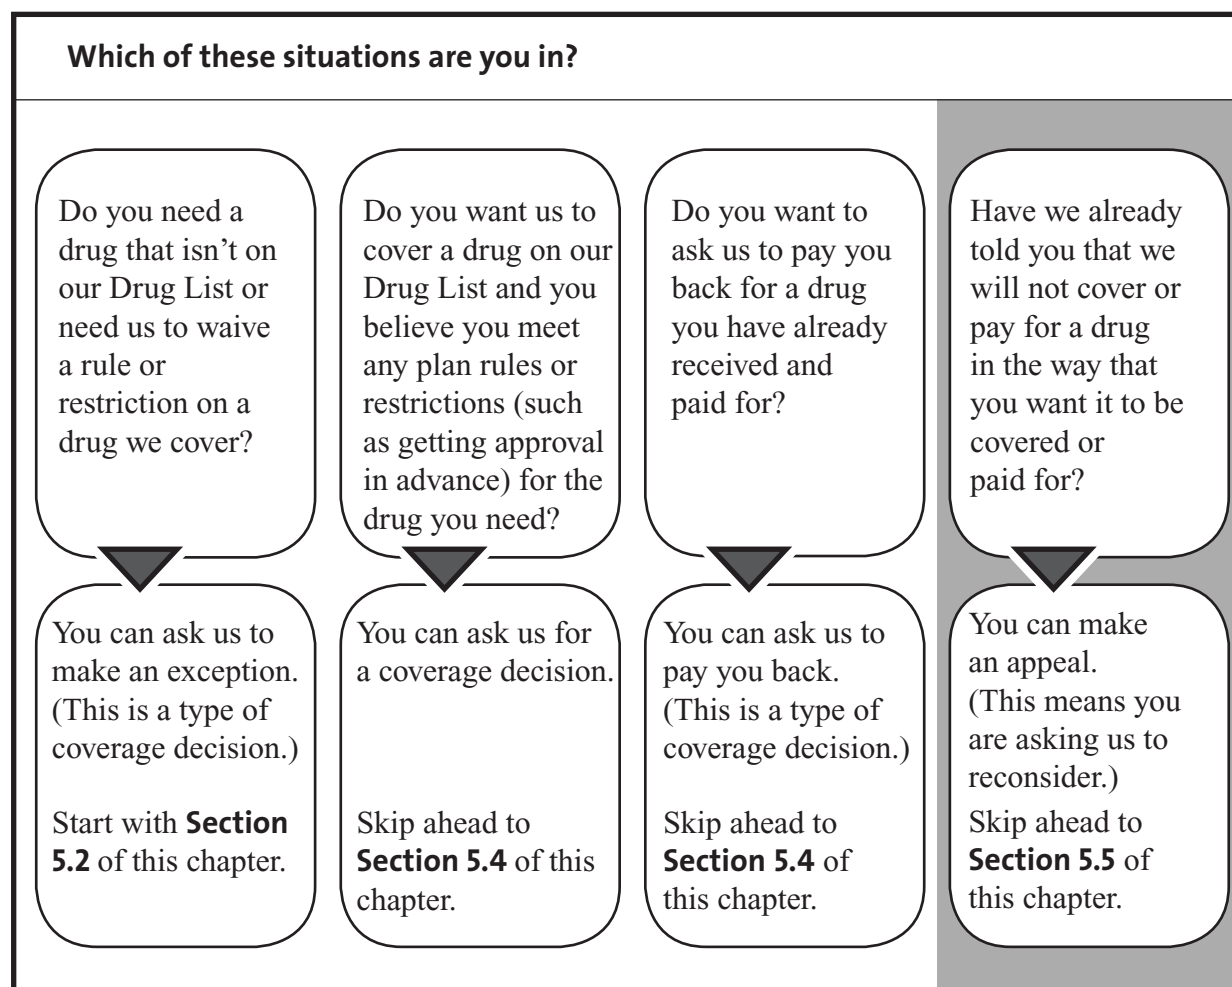 Which of these situations are you in?
Do you need a
drug that isn’t on
our Drug List or
need us to waive
a rule or
restriction on a
drug we cover?
You can ask us to
make an exception.
(This is a type of
coverage decision.)
Start with Section
5.2 of this chapter.
Do you want us to
cover a drug on our
Drug List and you
believe you meet
any plan rules or
restrictions (such
as getting approval
in advance) for the
drug you need?
You can ask us for
a coverage decision.
Skip ahead to
Section 5.4 of this
chapter.
Do you want to
ask us to pay you
back for a drug
you have already
received and
paid for?
You can ask us to
pay you back.
(This is a type of
coverage decision.)
Skip ahead to
Section 5.4 of
this chapter.
Have we already
told you that we
will not cover or
pay for a drug
in the way that
you want it to be
covered or
paid for?
You can make
an appeal.
(This means you
are asking us to
reconsider.)
Skip ahead to
Section 5.5 of
this chapter.